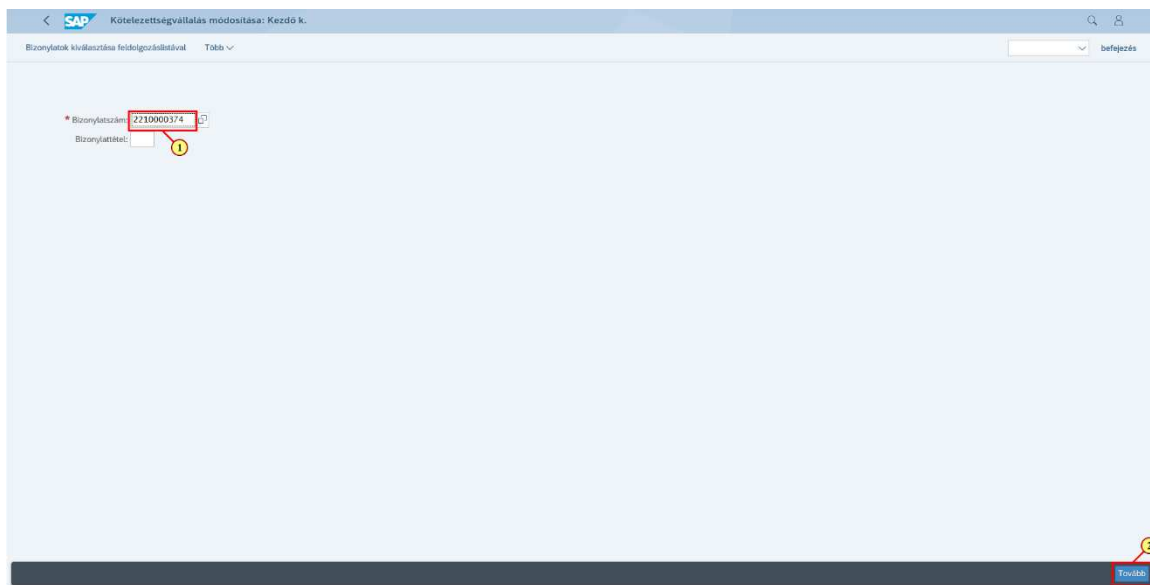 SAP Kötelezettségvállalás módosítása: Kezdő k.
Bizonylatok kiválasztása feldolgozáslistával Több befejezés
* Bizonylatszám: 2210000374
1
Bizonylattétel:
2
Tovább